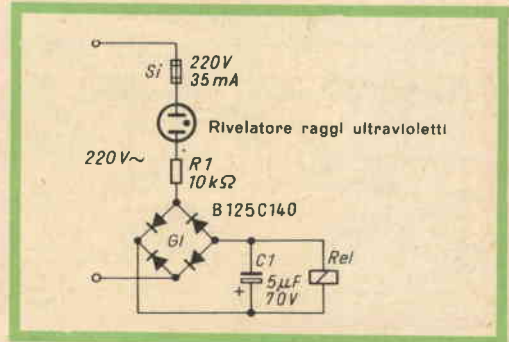 Si
220V
35mA
Rivelatore raggi ultravioletti
220V~
R1
10kΩ
B125C140
Gl
C1
5µF
70V
+
Rel